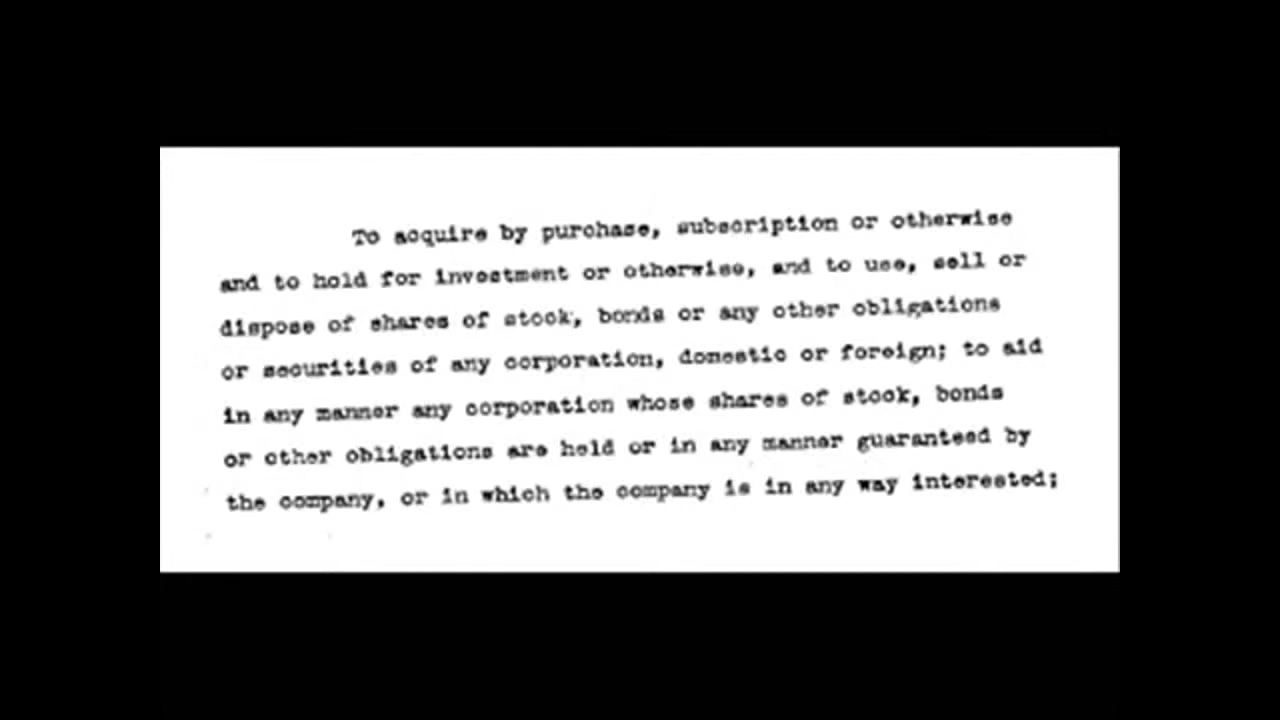 To acquire by purchase, subscription or otherwise
and to hold for investment or otherwise, and to use, sell or
dispose of shares of stock, bonds or any other obligations
or securities of any corporation, domestic or foreign; to aid
in any manner any corporation whose shares of stock, bonds
or other obligations are held or in any manner guaranteed by
the company, or in which the company is in any way interested;